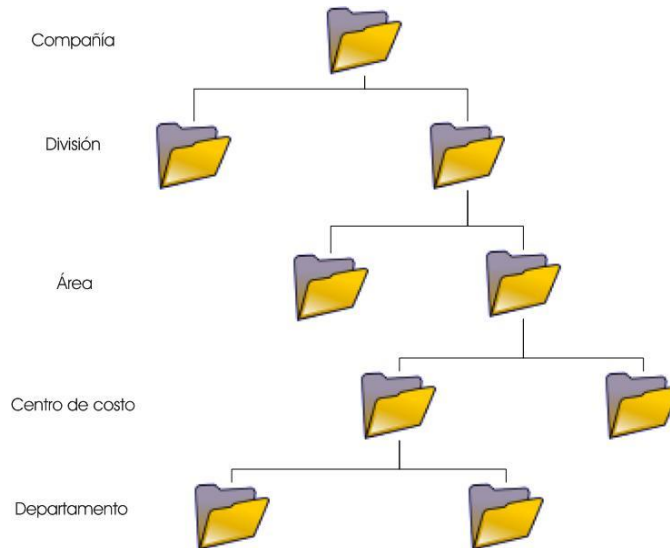 Compañía
División
Área
Centro de costo
Departamento